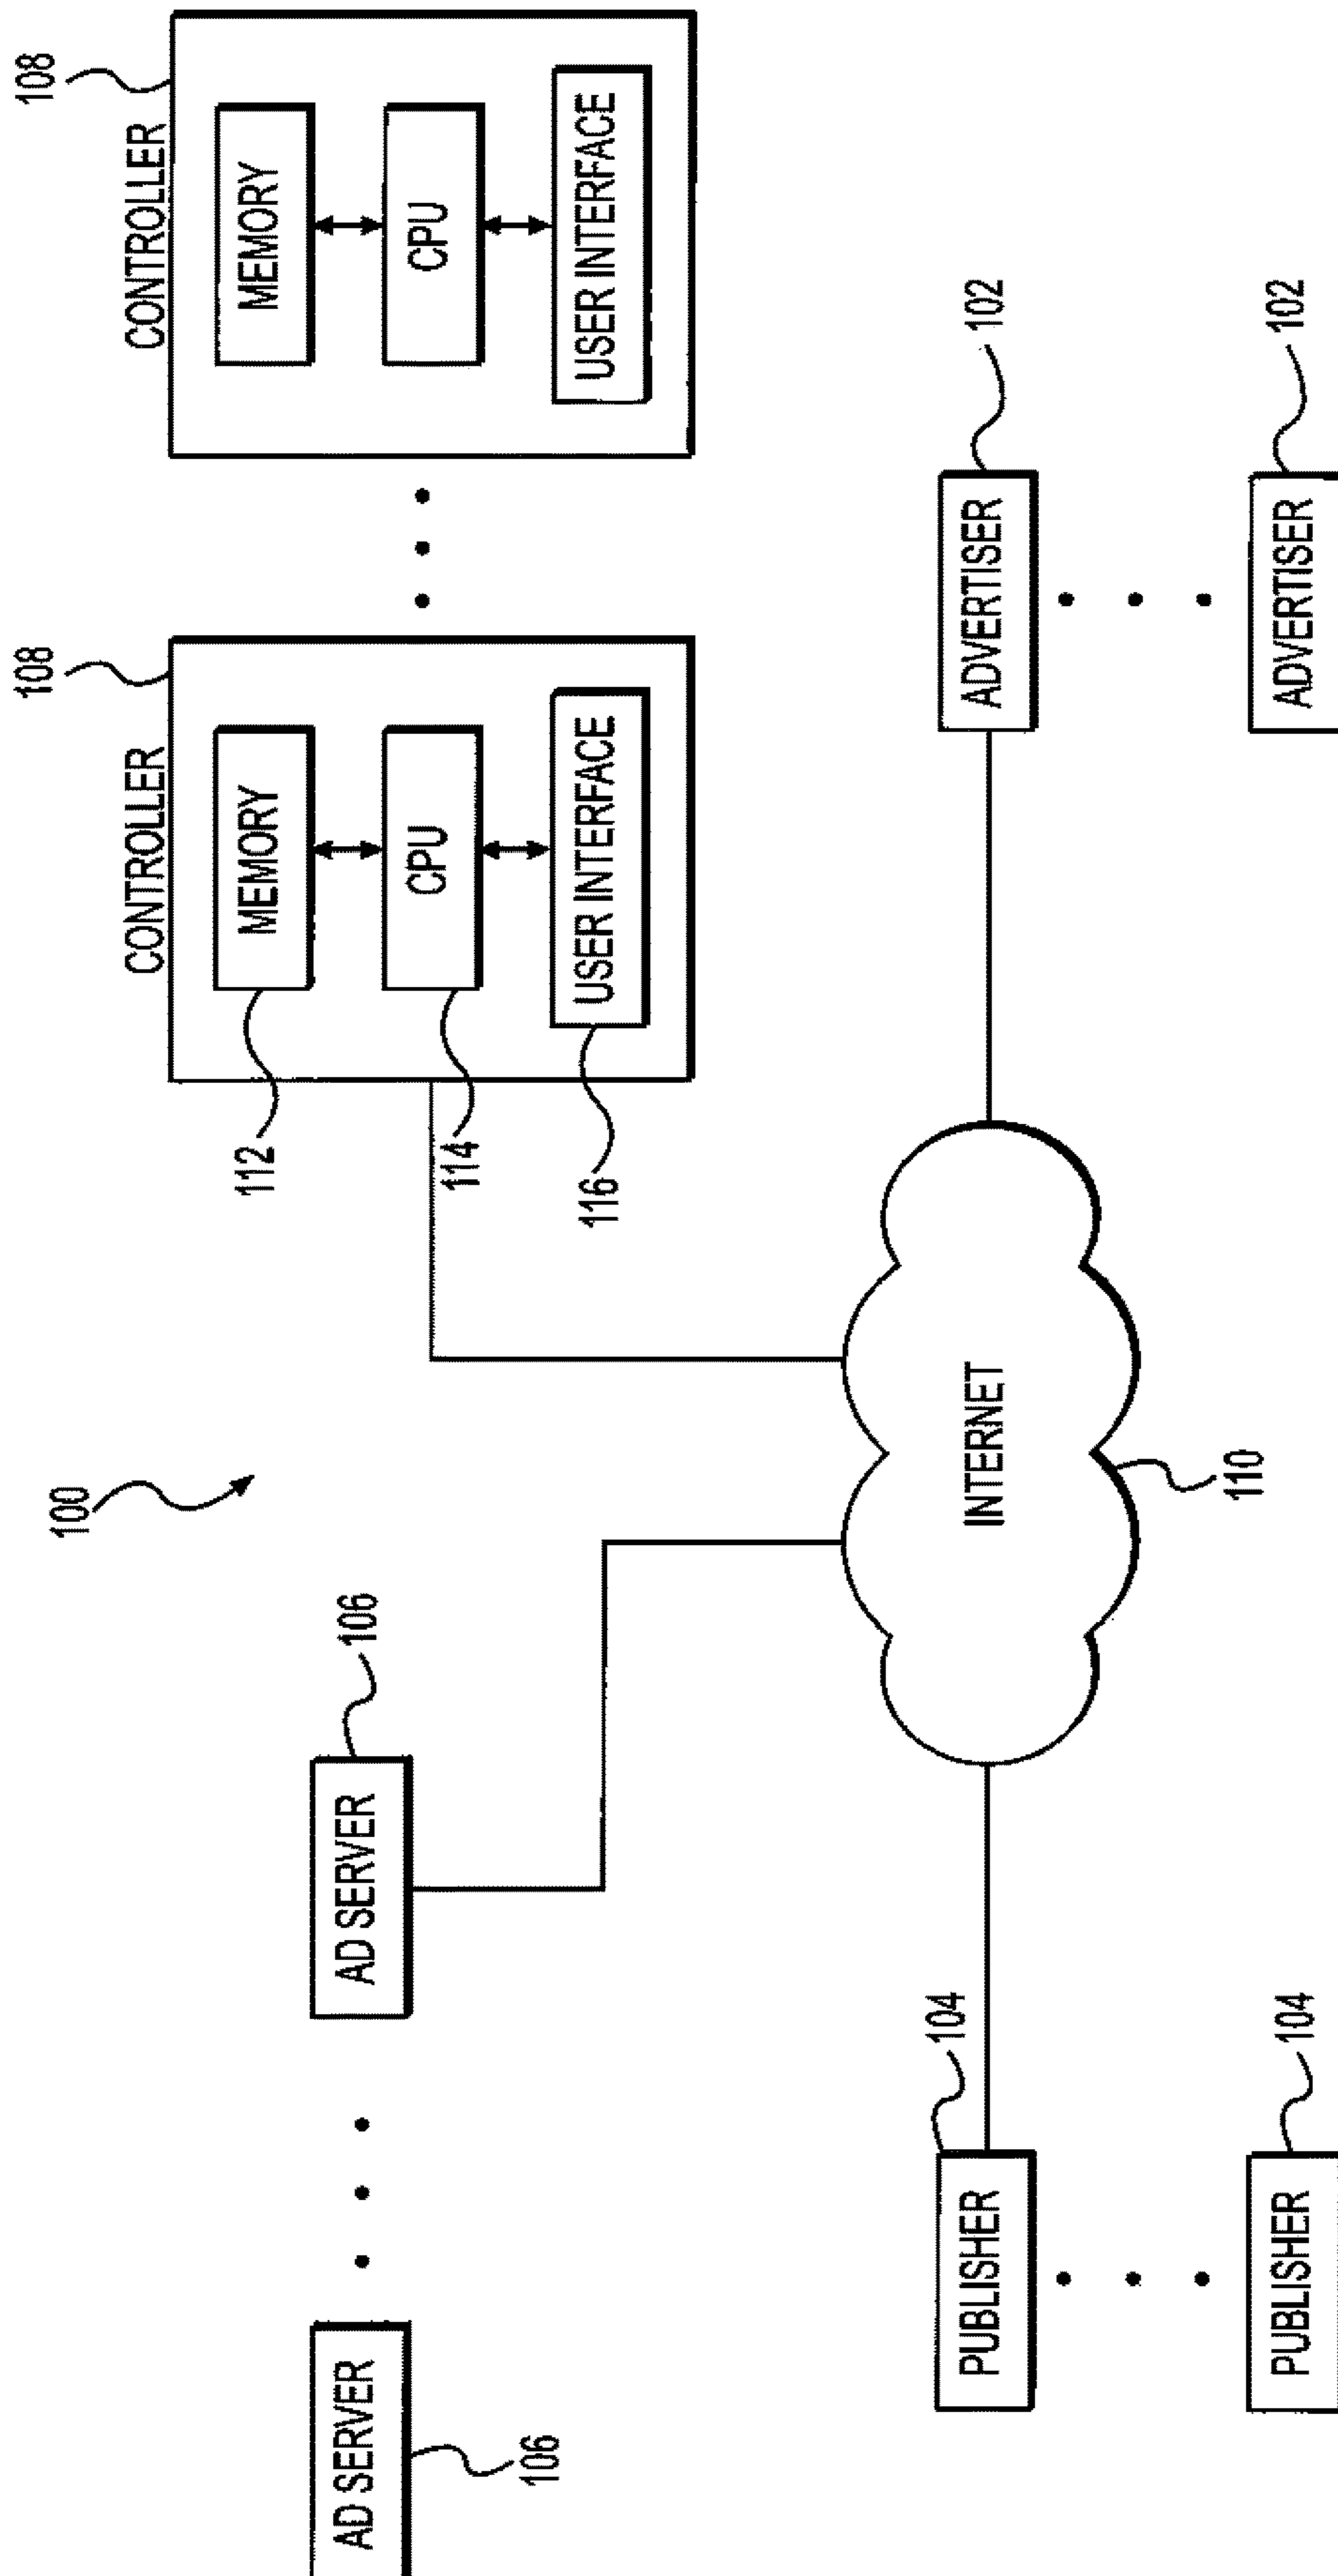 100
108
108
CONTROLLER
CONTROLLER
106
MEMORY
MEMORY
112
AD SERVER
AD SERVER
CPU
CPU
114
106
USER INTERFACE
USER INTERFACE
116
104
PUBLISHER
INTERNET
ADVERTISER
102
110
104
PUBLISHER
ADVERTISER
102